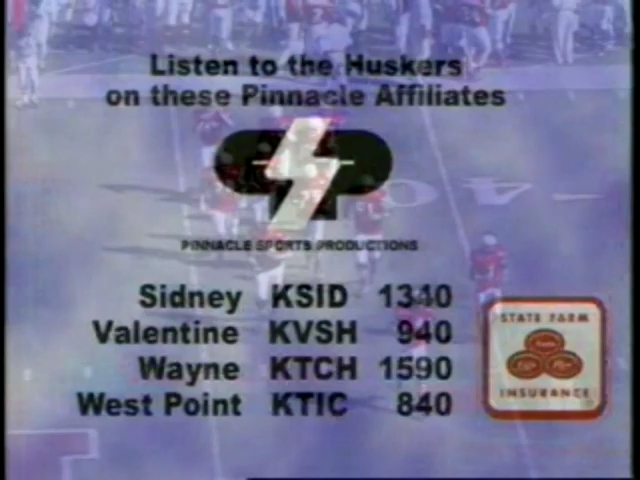 Listen to the Huskers
on these Pinnacle Affiliates
PINNACLE SPORTS PRODUCTIONS
Sidney KSID 1340
Valentine KVSH 940
Wayne KTCH 1590
West Point KTIC 840
STATE FARM
INSURANCE